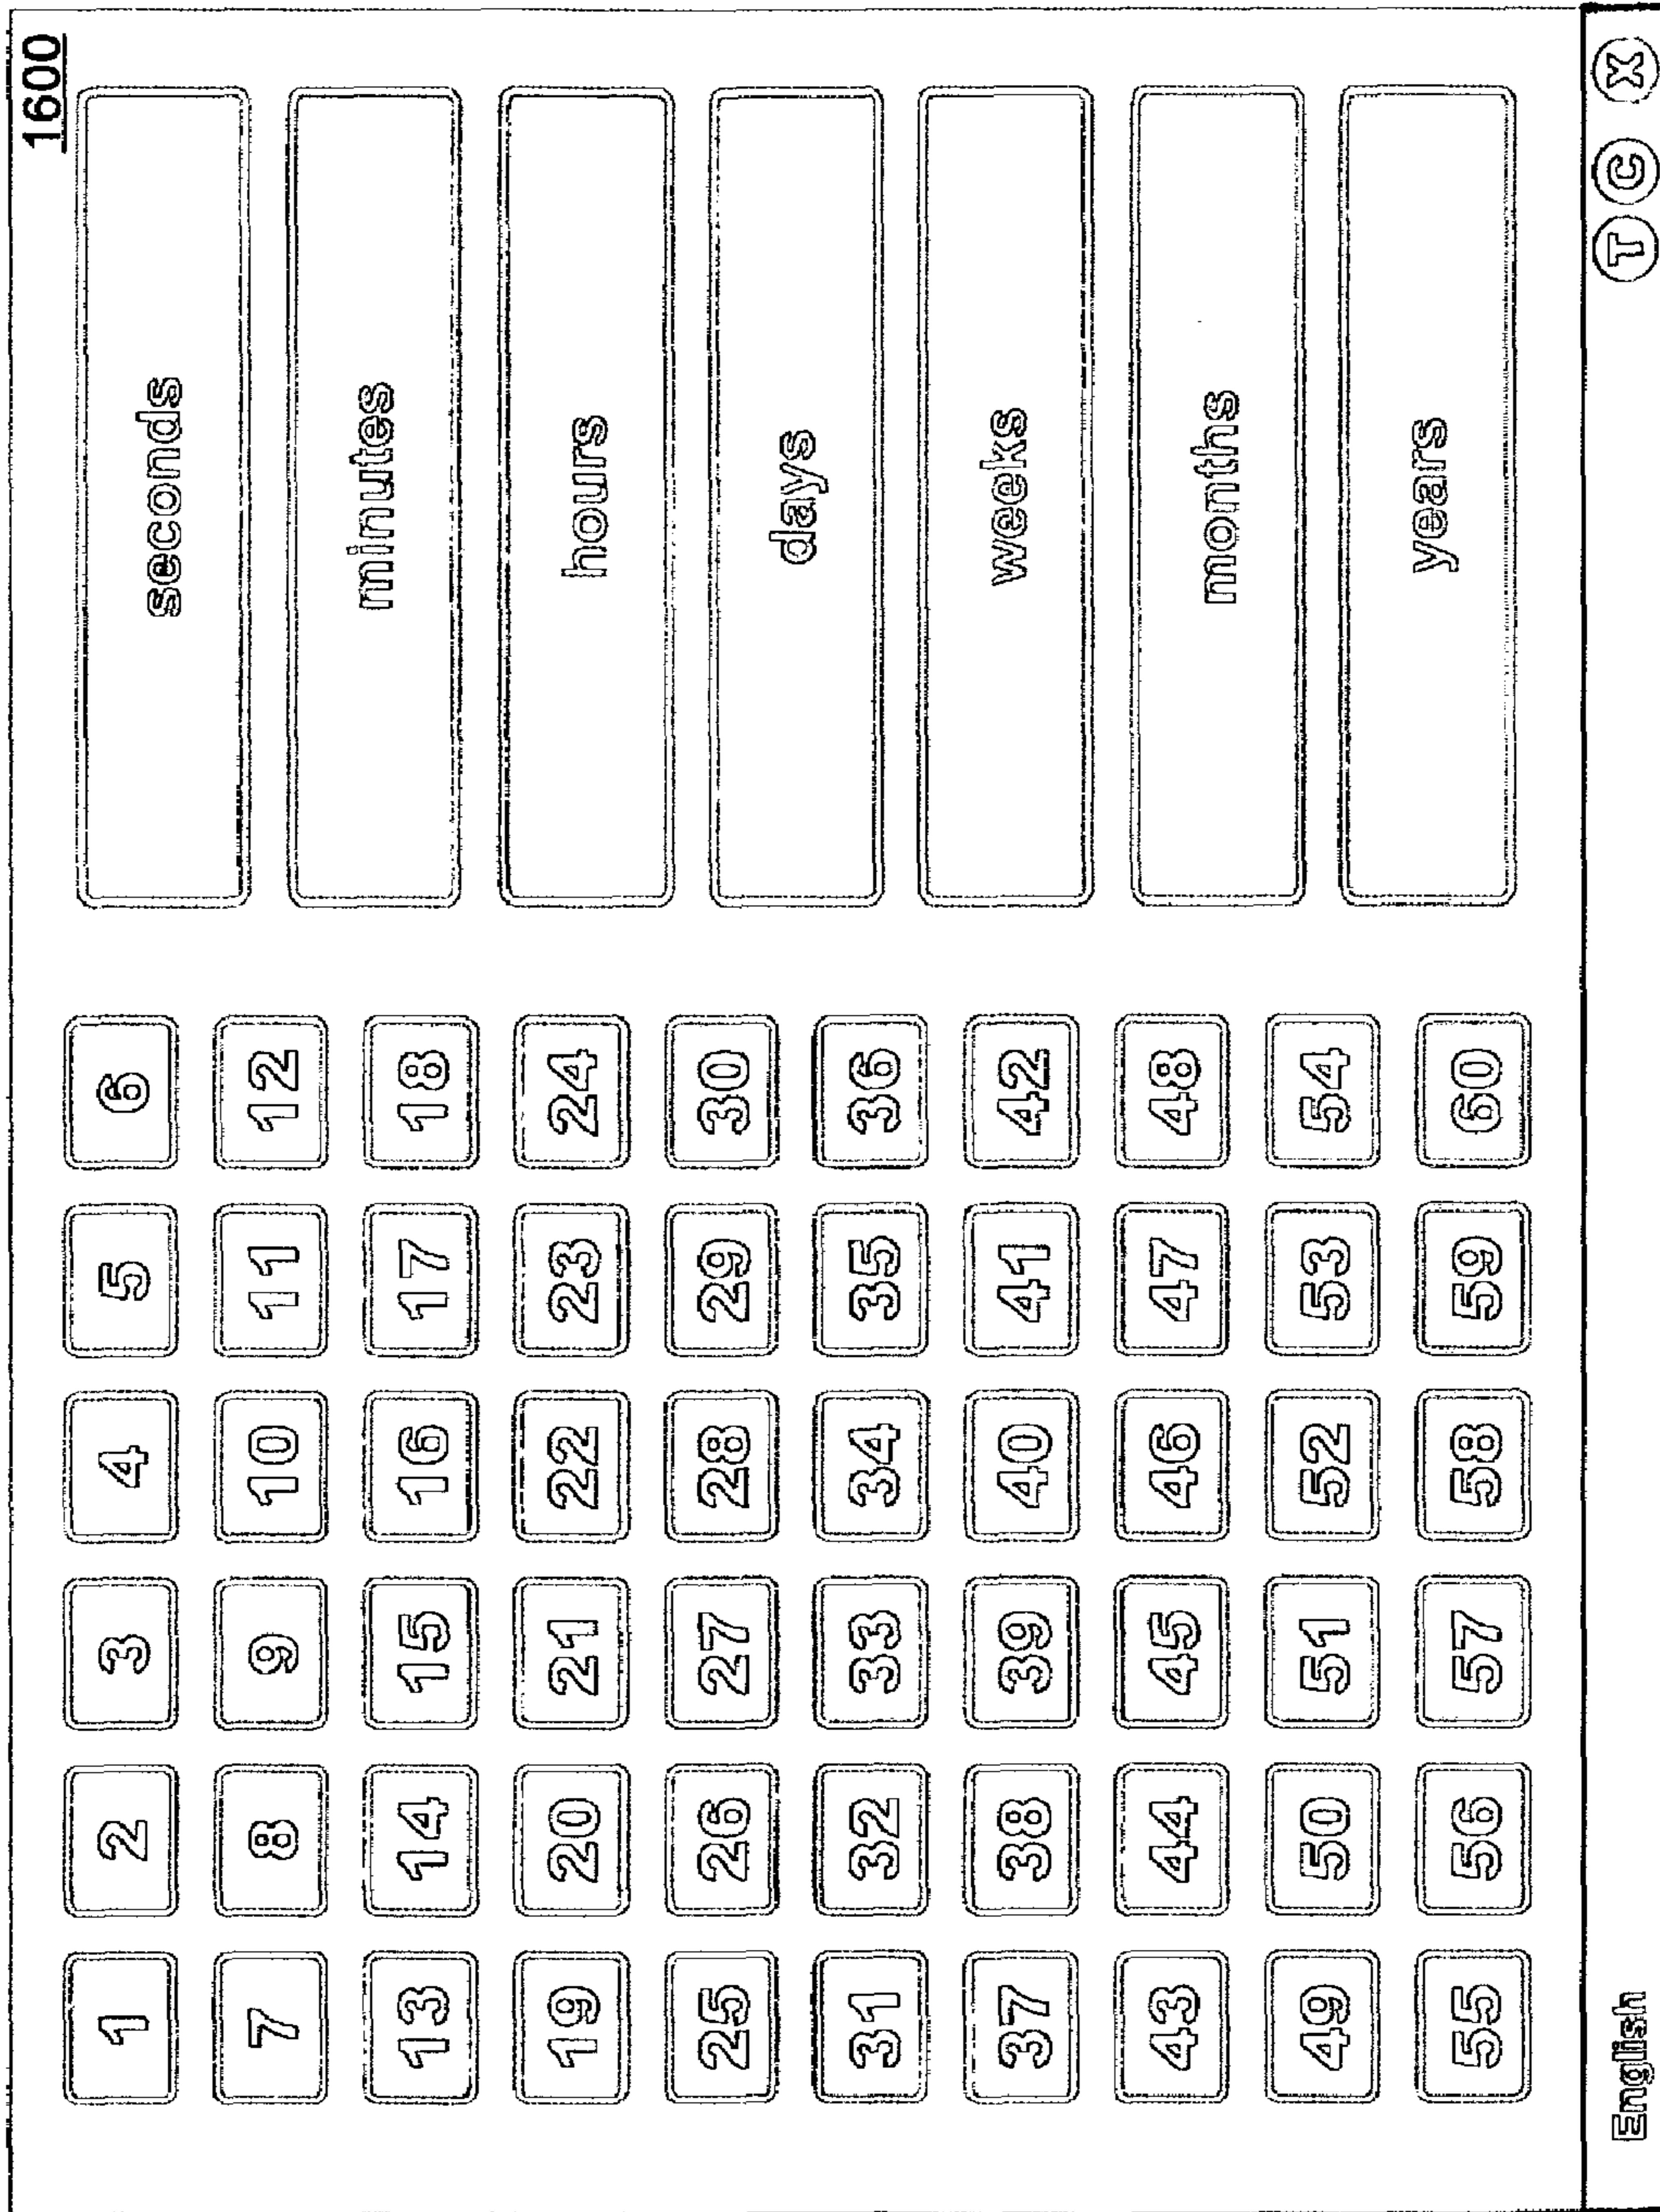 1600
1 2 3 4 5 6
7 8 9 10 11 12
13 14 15 16 17 18
19 20 21 22 23 24
25 26 27 28 29 30
31 32 33 34 35 36
37 38 39 40 41 42
43 44 45 46 47 48
49 50 51 52 53 54
55 56 57 58 59 60
seconds
minutes
hours
days
weeks
months
years
English
T C X